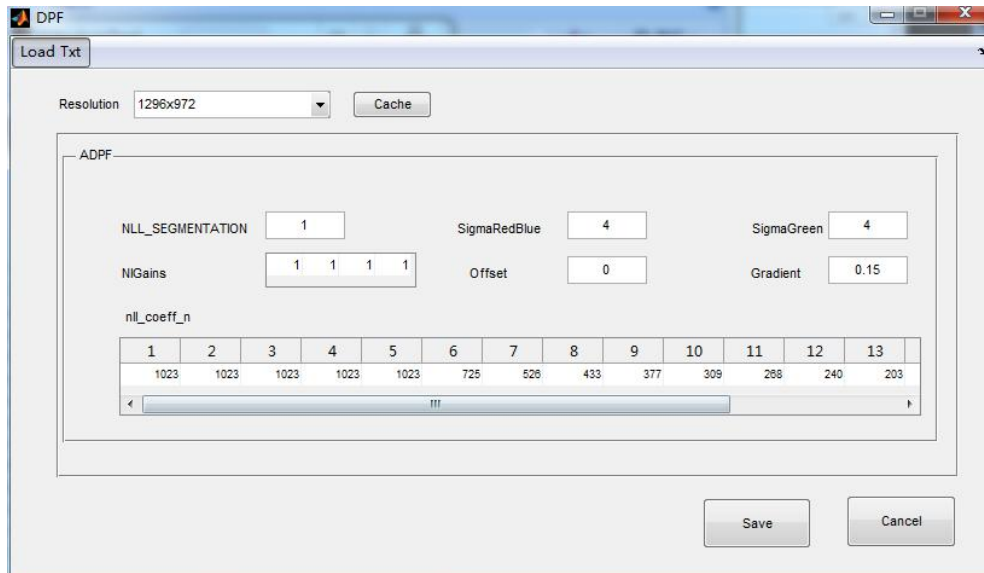 DPF
Load Txt
Resolution 1296x972 Cache
ADPF
NLL_SEGMENTATION 1 SigmaRedBlue 4 SigmaGreen 4
NlGains 1 1 1 1 Offset 0 Gradient 0.15
nll_coeff_n
1 2 3 4 5 6 7 8 9 10 11 12 13
1023 1023 1023 1023 1023 725 526 433 377 309 268 240 203
Save Cancel